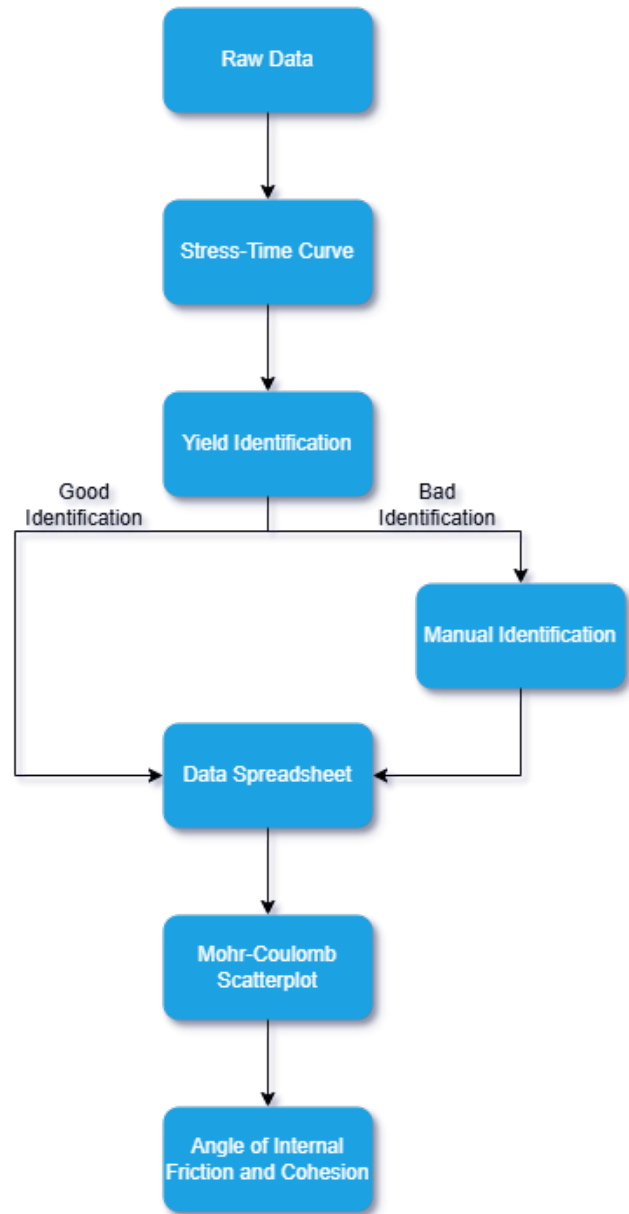 Raw Data
Stress-Time Curve
Yield Identification
Good
Identification
Bad
Identification
Manual Identification
Data Spreadsheet
Mohr-Coulomb
Scatterplot
Angle of Internal
Friction and Cohesion